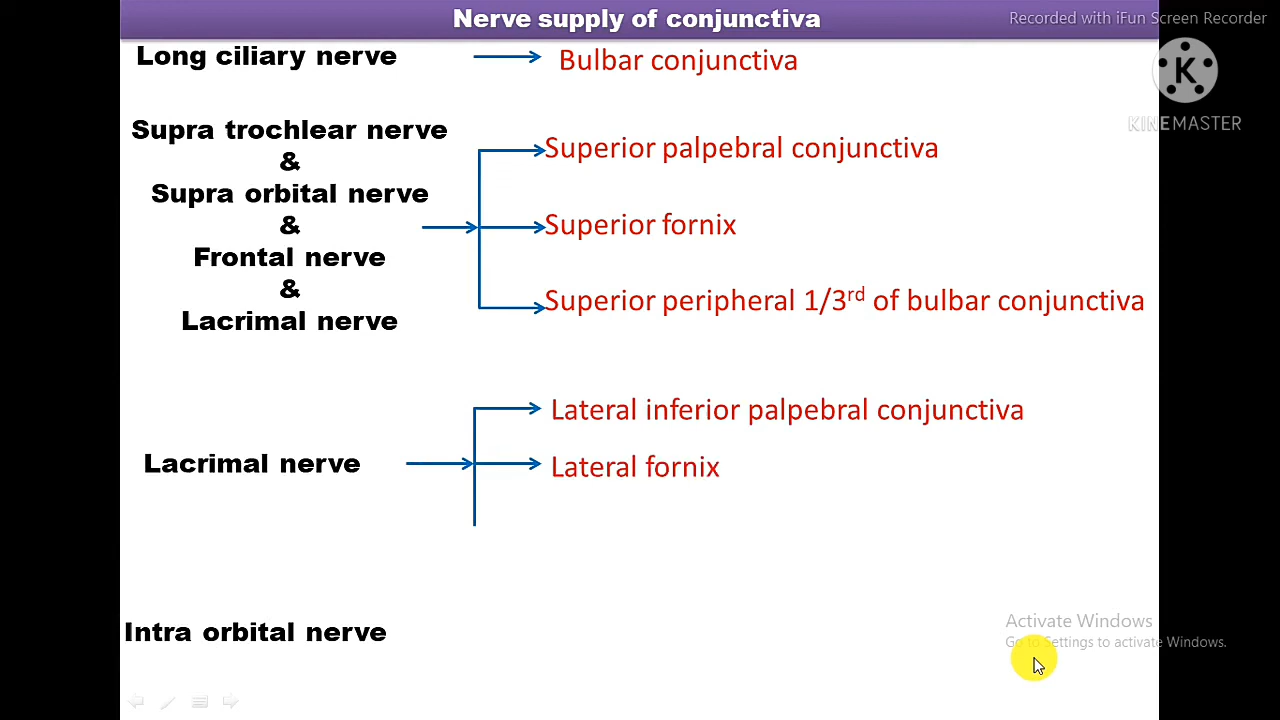 Nerve supply of conjunctiva
Recorded with iFun Screen Recorder
Long ciliary nerve
Bulbar conjunctiva
K
KINEMASTER
Supra trochlear nerve
&
Supra orbital nerve
&
Frontal nerve
&
Lacrimal nerve
Superior palpebral conjunctiva
Superior fornix
Superior peripheral 1/3rd of bulbar conjunctiva
Lacrimal nerve
Lateral inferior palpebral conjunctiva
Lateral fornix
Intra orbital nerve
Activate Windows
Go to Settings to activate Windows.